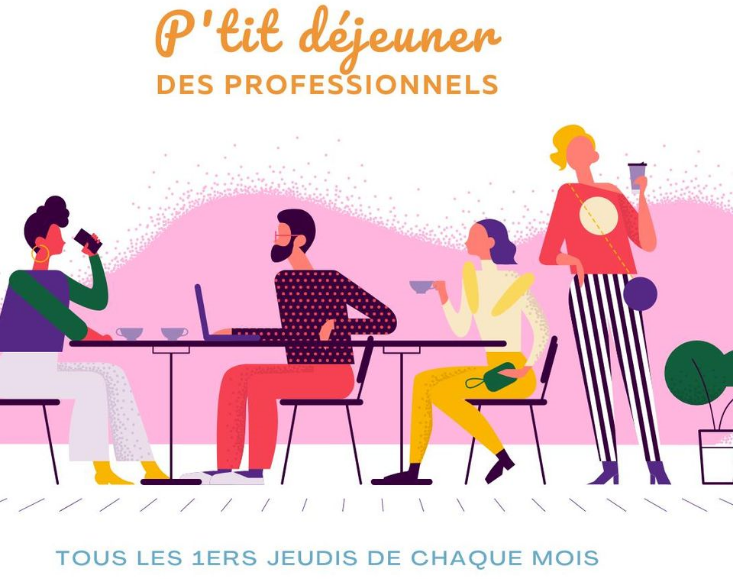 P'tit déjeuner
DES PROFESSIONNELS
TOUS LES 1ERS JEUDIS DE CHAQUE MOIS